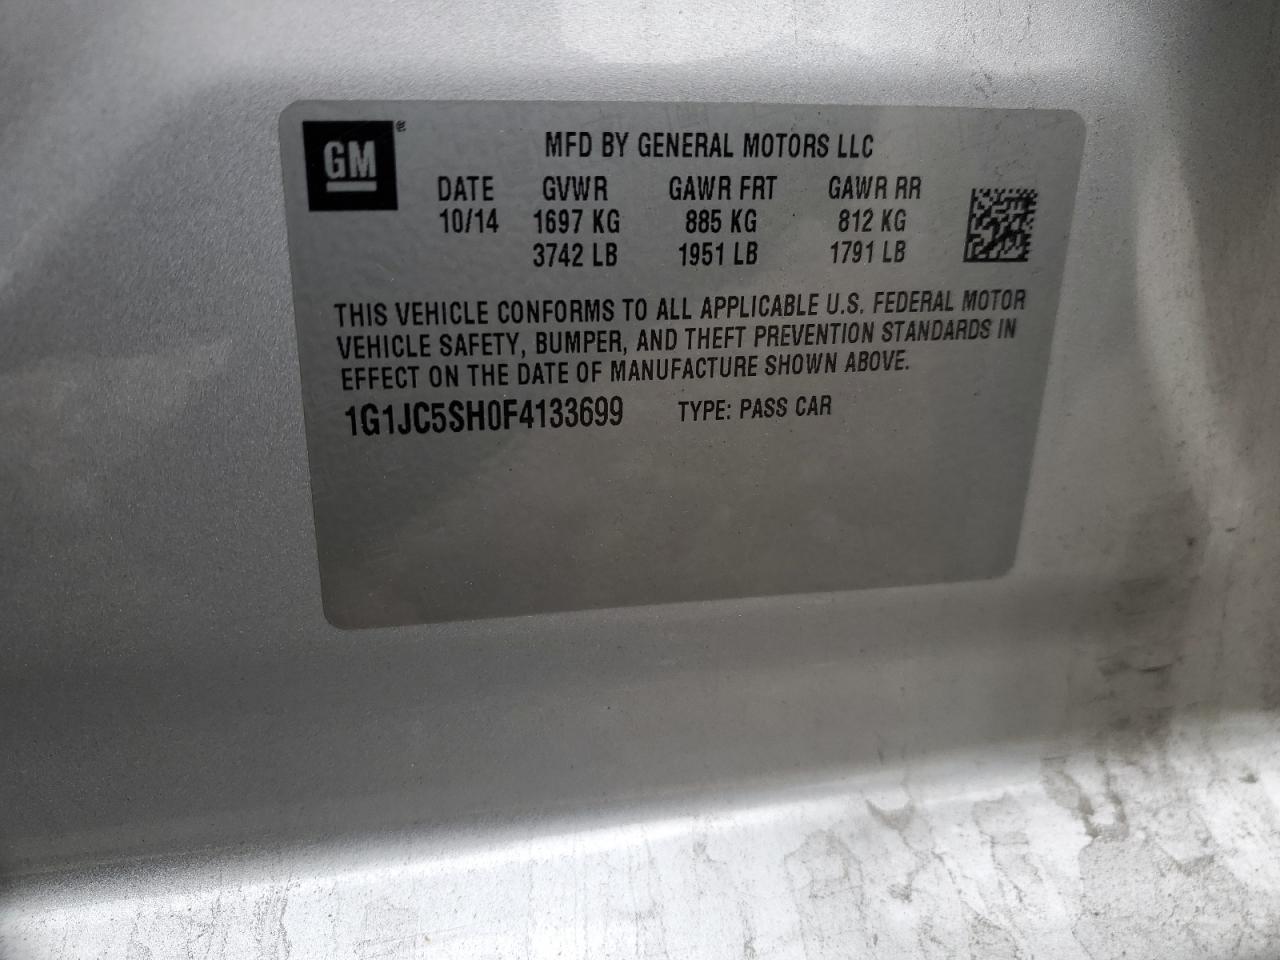 GM®
MFD BY GENERAL MOTORS LLC
DATE GVWR GAWR FRT GAWR RR
10/14 1697 KG 885 KG 812 KG
3742 LB 1951 LB 1791 LB
THIS VEHICLE CONFORMS TO ALL APPLICABLE U.S. FEDERAL MOTOR
VEHICLE SAFETY, BUMPER, AND THEFT PREVENTION STANDARDS IN
EFFECT ON THE DATE OF MANUFACTURE SHOWN ABOVE.
1G1JC5SH0F4133699 TYPE: PASS CAR